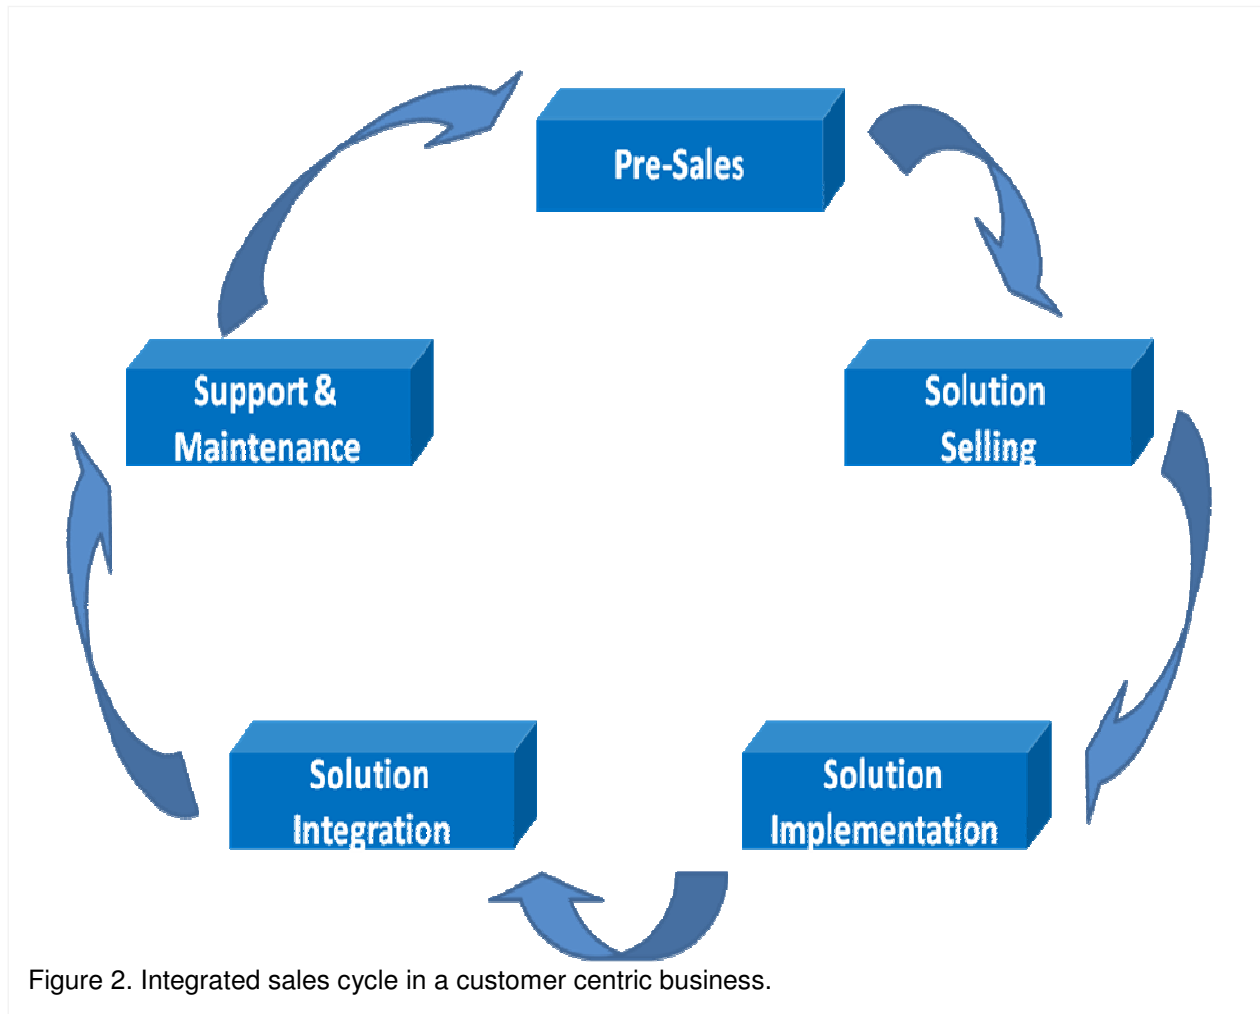 Pre-Sales
Support &
Maintenance
Solution
Selling
Solution
Integration
Solution
Implementation
Figure 2. Integrated sales cycle in a customer centric business.